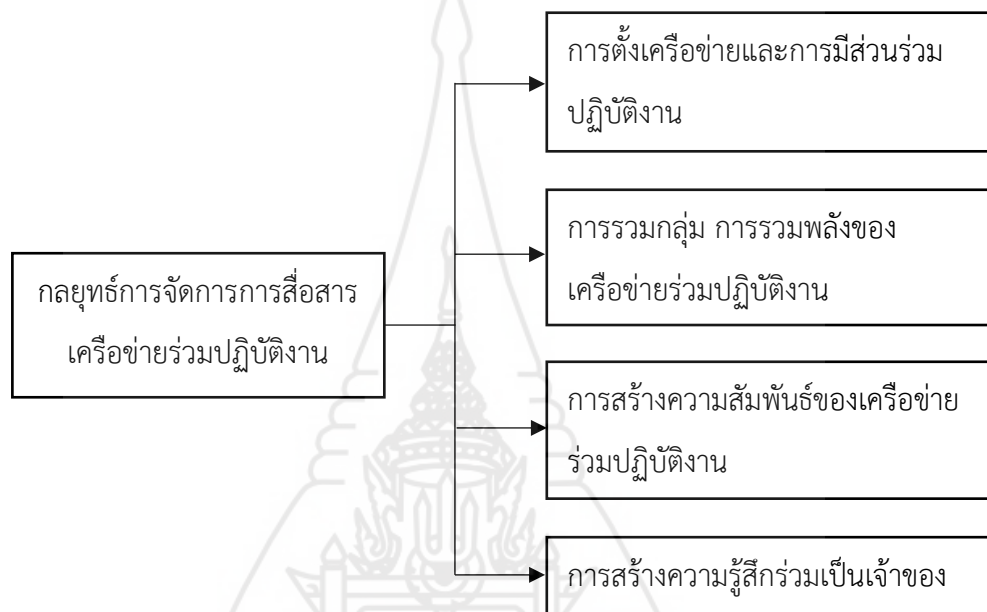 การตั้งเครือข่ายและการมีส่วนร่วม
ปฏิบัติงาน
การรวมกลุ่ม การรวมพลังของ
เครือข่ายร่วมปฏิบัติงาน
กลยุทธ์การจัดการการสื่อสาร
เครือข่ายร่วมปฏิบัติงาน
การสร้างความสัมพันธ์ของเครือข่าย
ร่วมปฏิบัติงาน
การสร้างความรู้สึกร่วมเป็นเจ้าของ